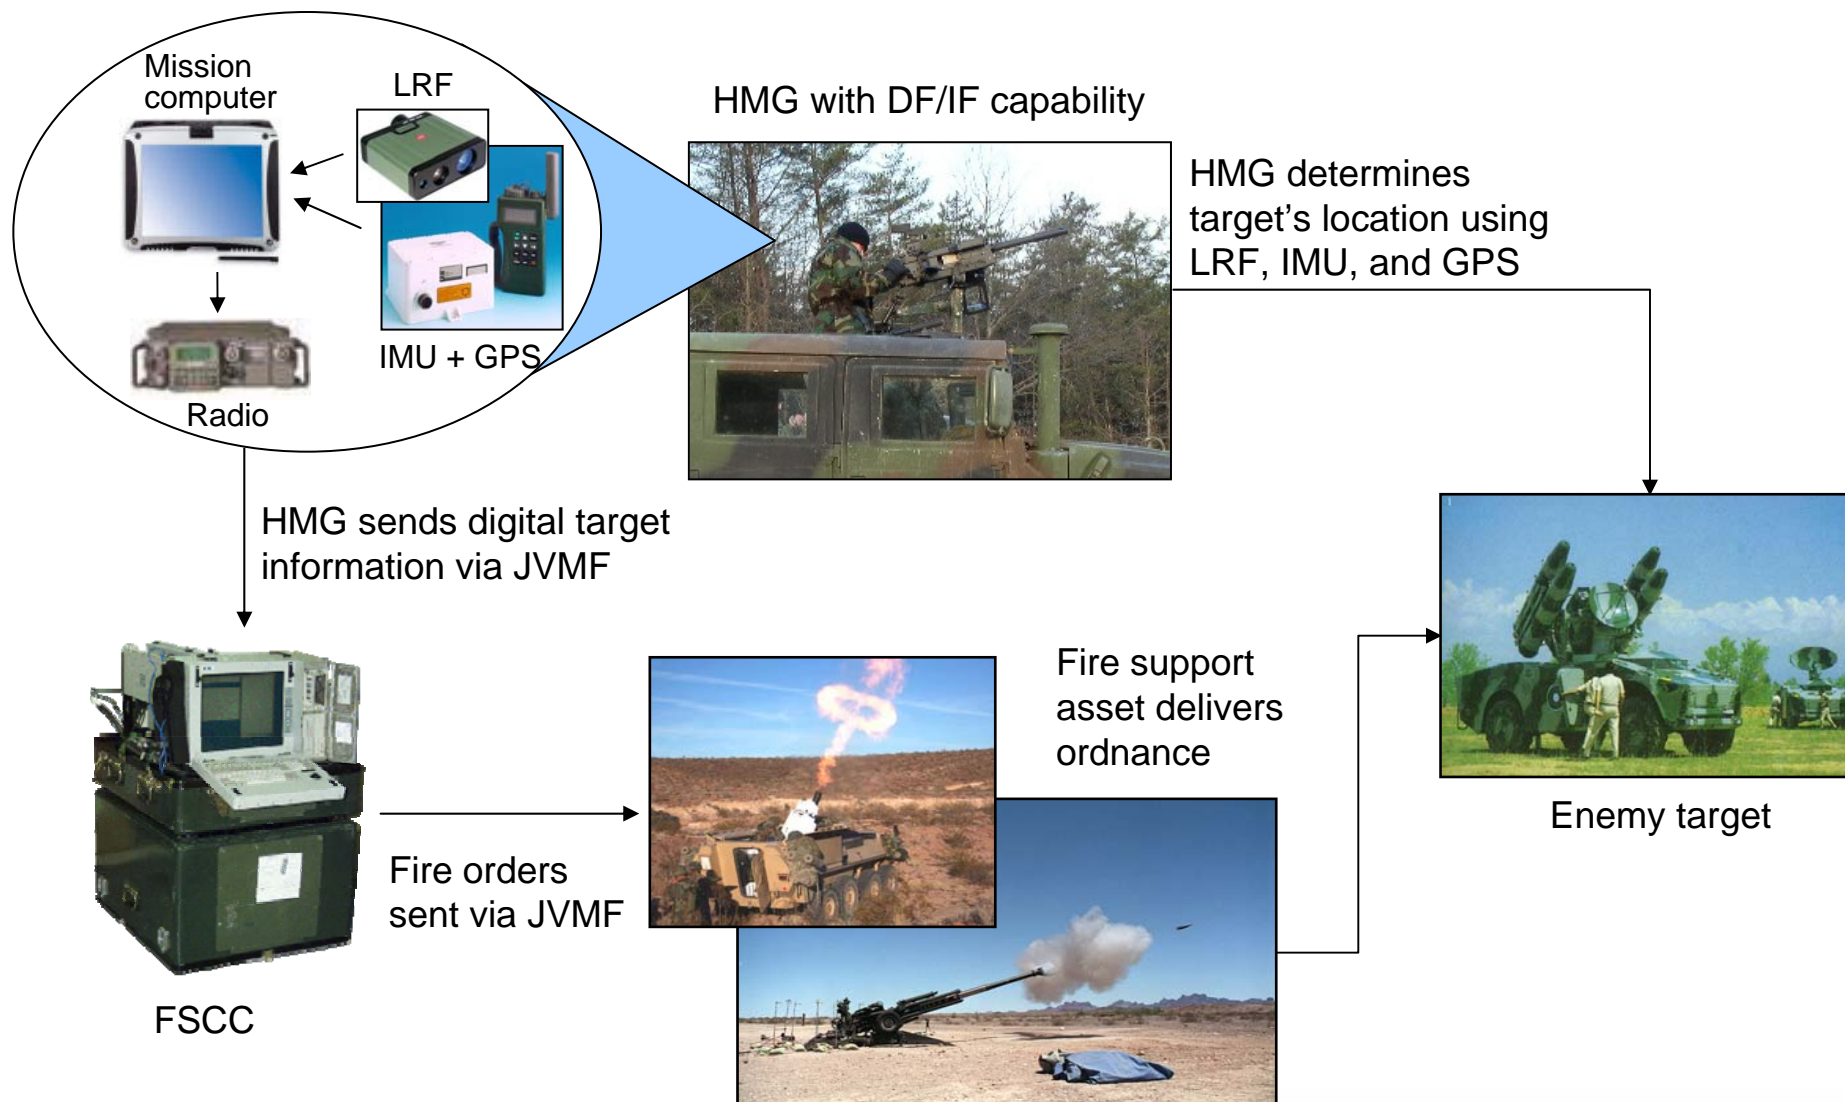 Mission
computer
LRF
IMU + GPS
Radio
HMG with DF/IF capability
HMG determines
target's location using
LRF, IMU, and GPS
HMG sends digital target
information via JVMF
FSCC
Fire orders
sent via JVMF
Fire support
asset delivers
ordnance
Enemy target